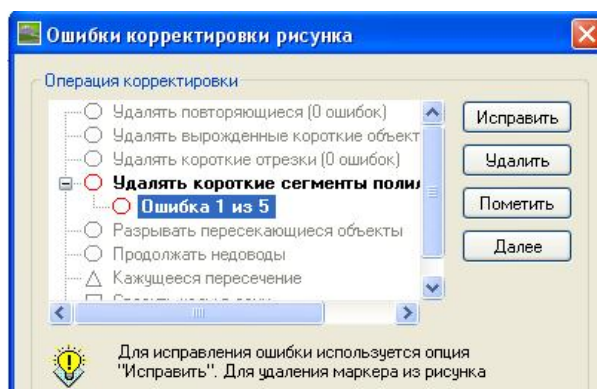 Ошибки корректировки рисунка
Операция корректировки
Удалять повторяющиеся (0 ошибок)
Удалять вырожденные короткие объект
Удалять короткие отрезки (0 ошибок)
Удалять короткие сегменты полил
Ошибка 1 из 5
Разрывать пересекающиеся объекты
Продолжать недоводы
Кажущееся пересечение
Исправить
Удалить
Пометить
Далее
Для исправления ошибки используется опция
"Исправить". Для удаления маркера из рисунка